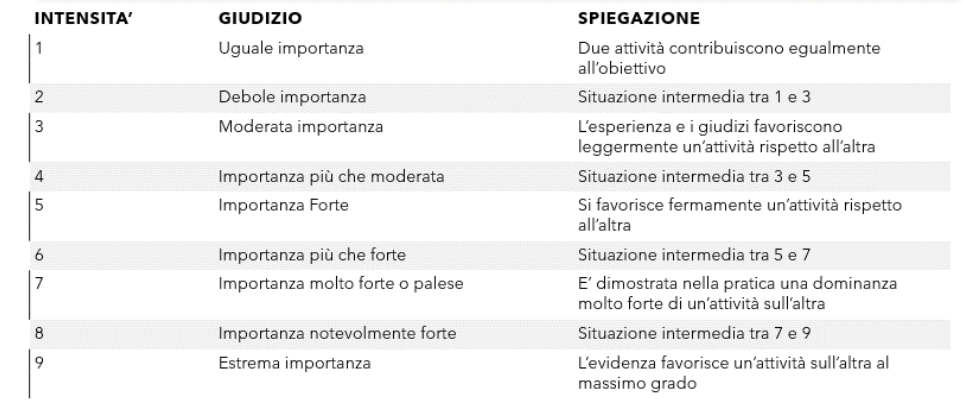 INTENSITA’ GIUDIZIO SPIEGAZIONE
1 Uguale importanza Due attività contribuiscono egualmente
all’obiettivo
2 Debole importanza Situazione intermedia tra 1 e 3
3 Moderata importanza L’esperienza e i giudizi favoriscono
leggermente un’attività rispetto all’altra
4 Importanza più che moderata Situazione intermedia tra 3 e 5
5 Importanza Forte Si favorisce fermamente un’attività rispetto
all’altra
6 Importanza più che forte Situazione intermedia tra 5 e 7
7 Importanza molto forte o palese E’ dimostrata nella pratica una dominanza
molto forte di un’attività sull’altra
8 Importanza notevolmente forte Situazione intermedia tra 7 e 9
9 Estrema importanza L’evidenza favorisce un’attività sull’altra al
massimo grado